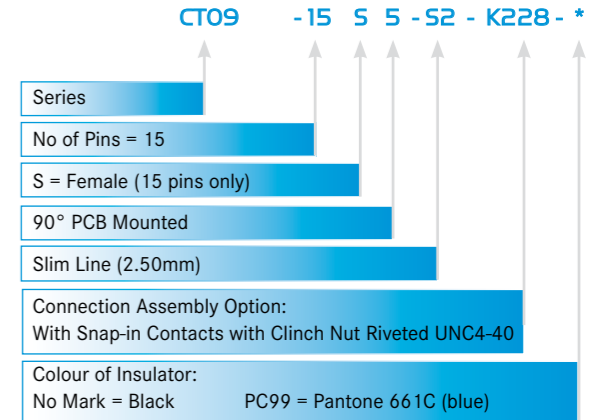 CT09 -15 S 5 - S2 - K228 - *
Series
No of Pins = 15
S = Female (15 pins only)
90° PCB Mounted
Slim Line (2.50mm)
Connection Assembly Option:
With Snap-in Contacts with Clinch Nut Riveted UNC4-40
Colour of Insulator:
No Mark = Black PC99 = Pantone 661C (blue)